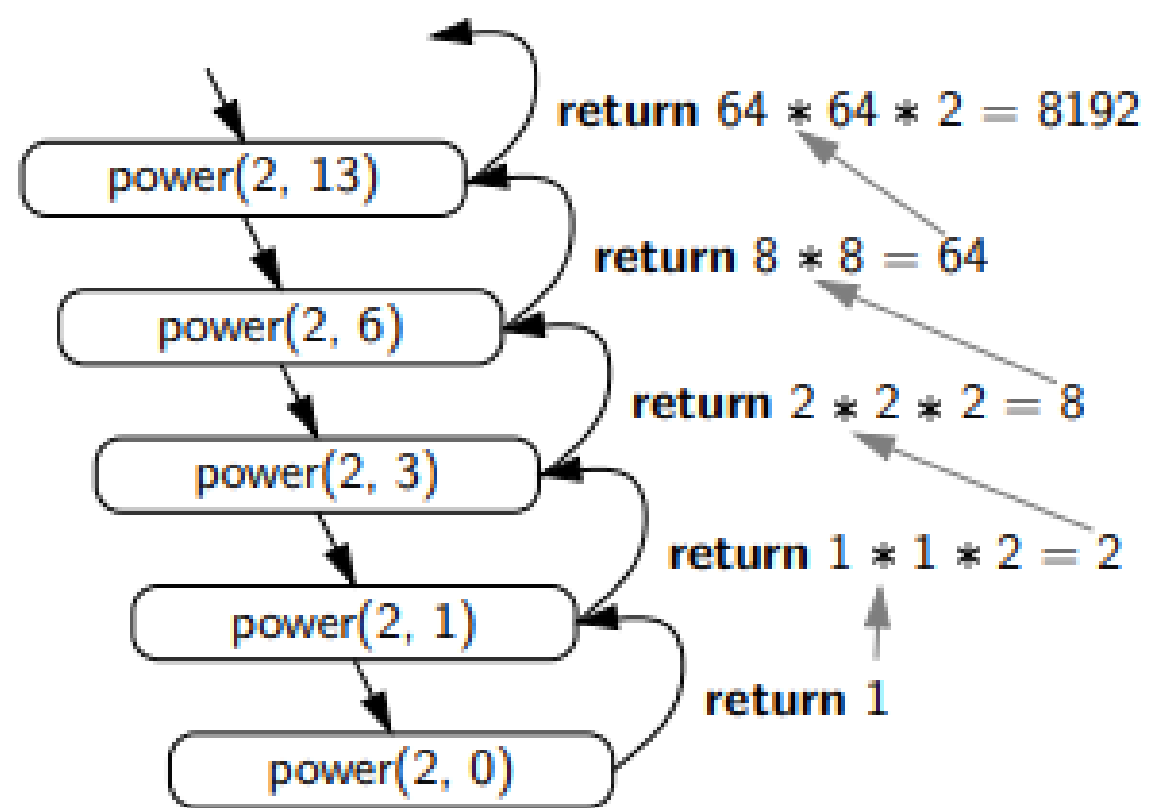 return 64 * 64 * 2 = 8192
power(2, 13)
return 8 * 8 = 64
power(2, 6)
return 2 * 2 * 2 = 8
power(2, 3)
return 1 * 1 * 2 = 2
power(2, 1)
return 1
power(2, 0)